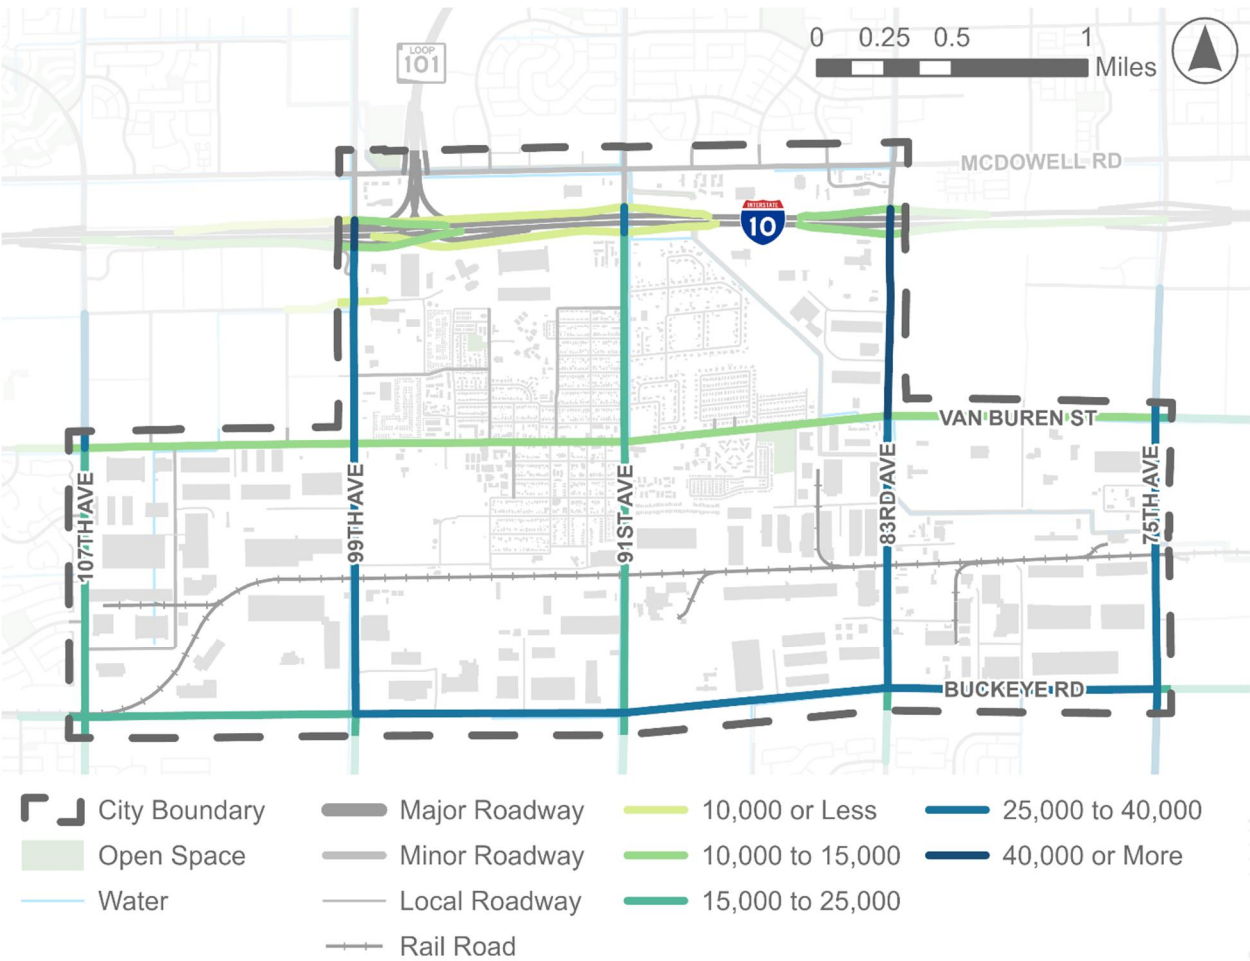 0 0.25 0.5 1
Miles
LOOP
101
MCDOWELL RD
INTERSTATE
10
VAN BUREN ST
107TH AVE
99TH AVE
91ST AVE
83RD AVE
75TH AVE
BUCKEYE RD
City Boundary
Open Space
Water
Major Roadway
Minor Roadway
Local Roadway
Rail Road
10,000 or Less
10,000 to 15,000
15,000 to 25,000
25,000 to 40,000
40,000 or More